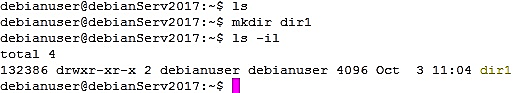 debianuser@debianServ2017:~$ ls
debianuser@debianServ2017:~$ mkdir dir1
debianuser@debianServ2017:~$ ls -il
total 4
132386 drwxr-xr-x 2 debianuser debianuser 4096 Oct  3 11:04 dir1
debianuser@debianServ2017:~$